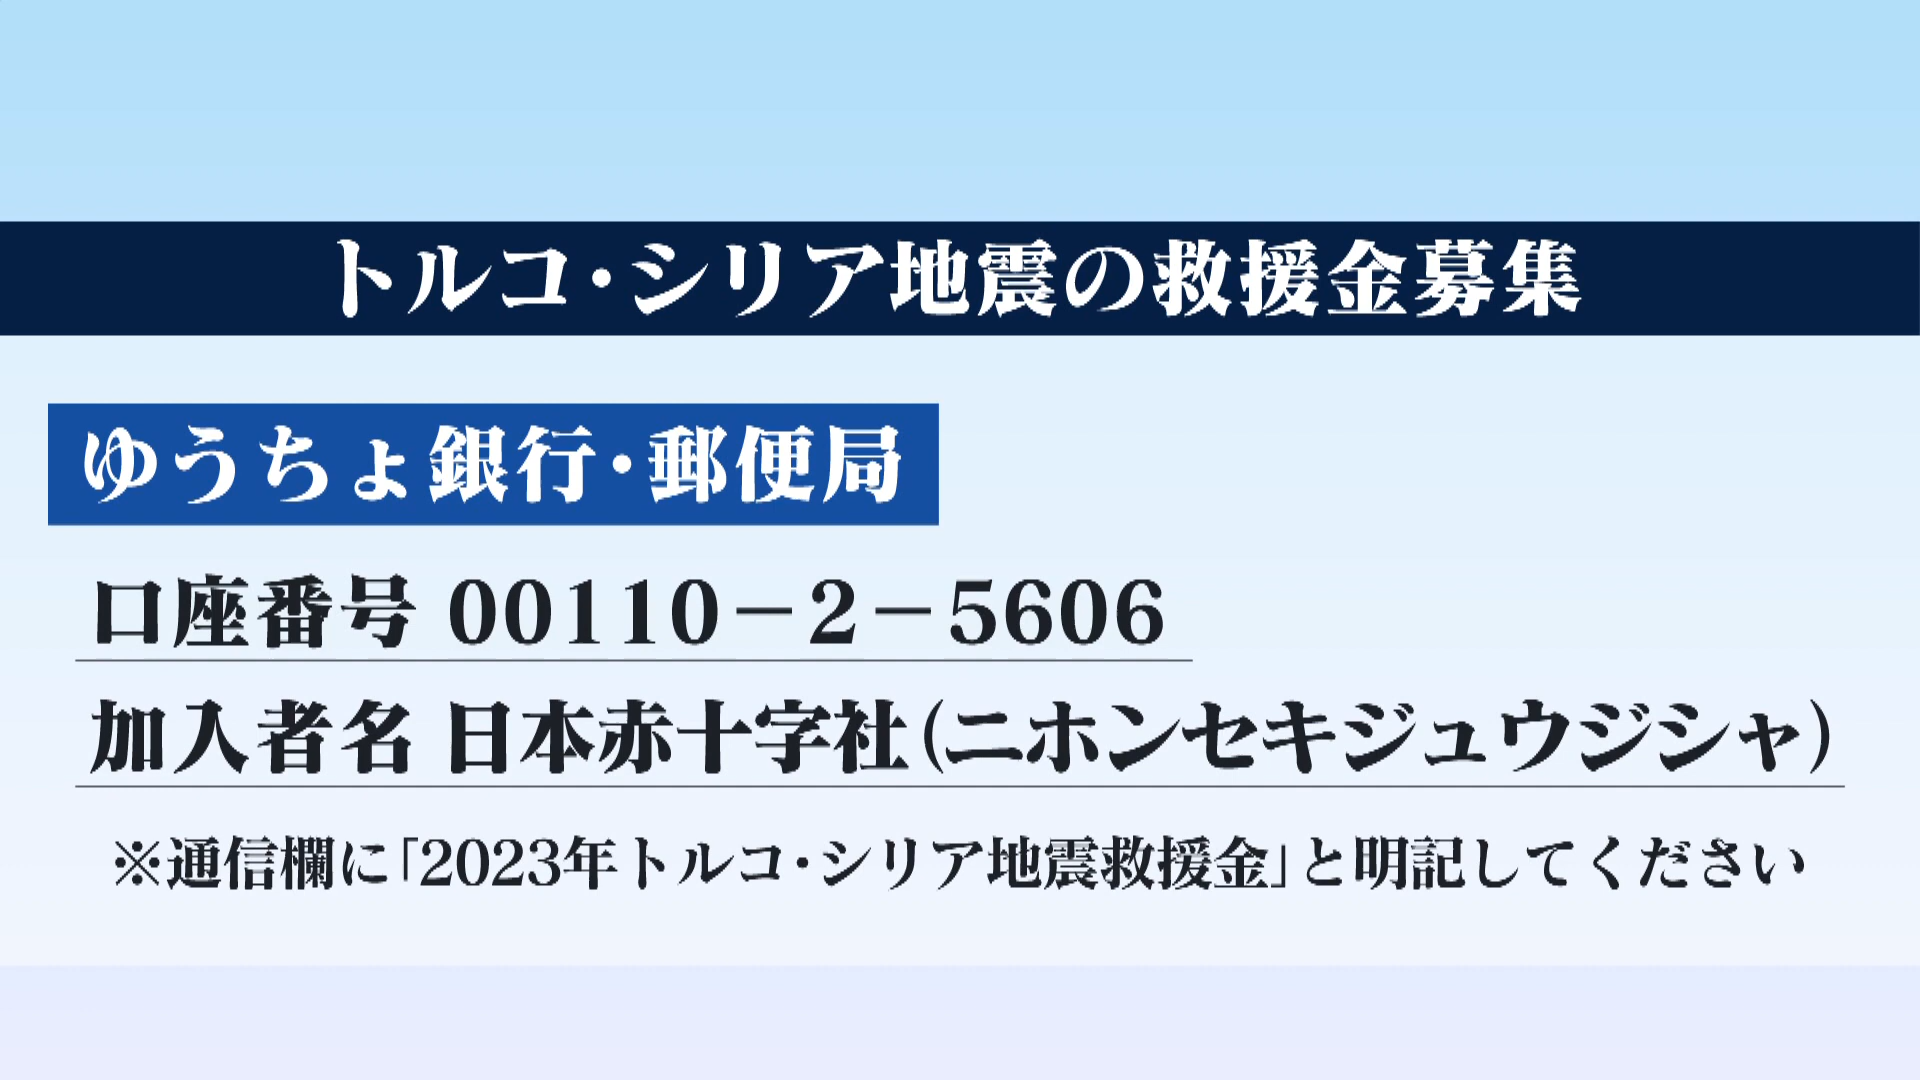 トルコ・シリア地震の救援金募集
ゆうちょ銀行・郵便局
口座番号 00110−2−5606
加入者名 日本赤十字社(ニホンセキジュウジシャ)
※通信欄に「2023年トルコ・シリア地震救援金」と明記してください